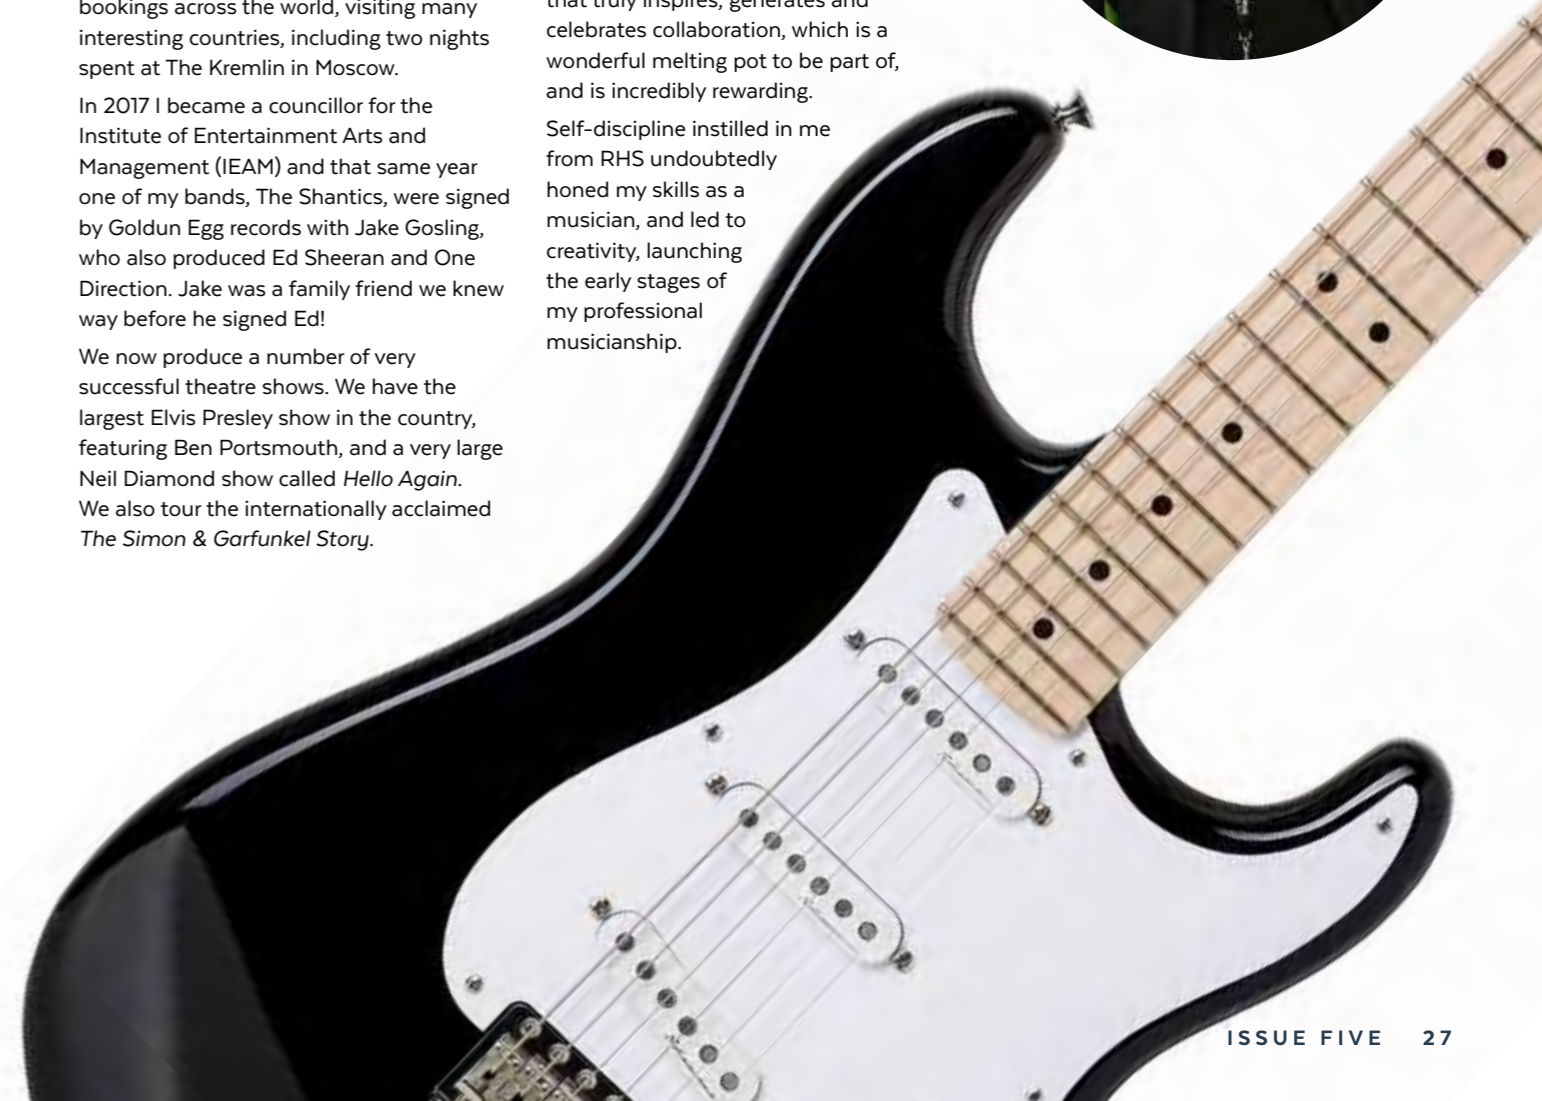 bookings across the world, visiting many
interesting countries, including two nights
spent at The Kremlin in Moscow.
In 2017 I became a councillor for the
Institute of Entertainment Arts and
Management (IEAM) and that same year
one of my bands, The Shantics, were signed
by Goldun Egg records with Jake Gosling,
who also produced Ed Sheeran and One
Direction. Jake was a family friend we knew
way before he signed Ed!
We now produce a number of very
successful theatre shows. We have the
largest Elvis Presley show in the country,
featuring Ben Portsmouth, and a very large
Neil Diamond show called Hello Again.
We also tour the internationally acclaimed
The Simon & Garfunkel Story.
that truly inspires, generates and
celebrates collaboration, which is a
wonderful melting pot to be part of,
and is incredibly rewarding.
Self-discipline instilled in me
from RHS undoubtedly
honed my skills as a
musician, and led to
creativity, launching
the early stages of
my professional
musicianship.
ISSUE FIVE 27